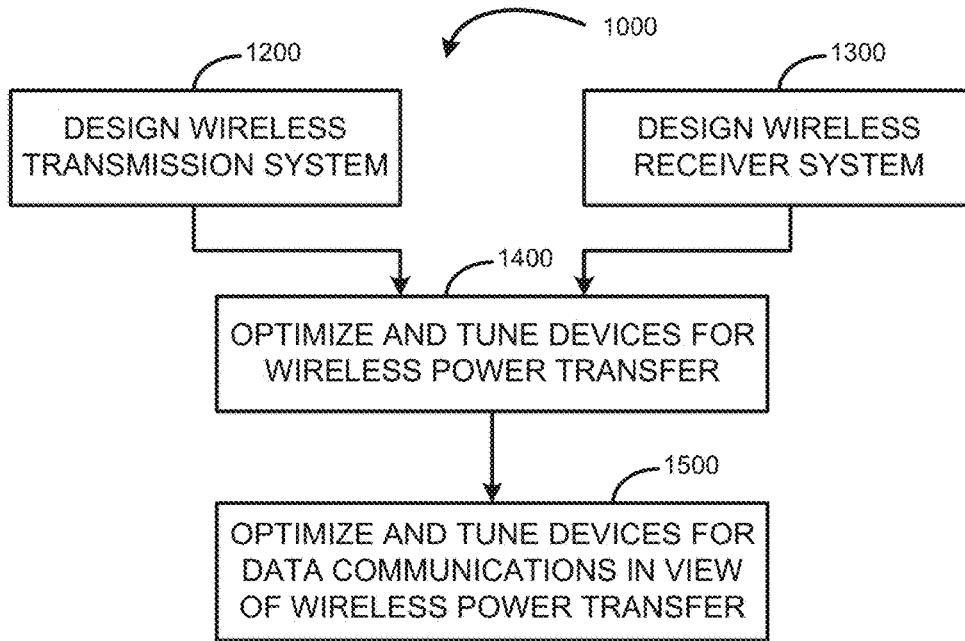 1000
1200
DESIGN WIRELESS
TRANSMISSION SYSTEM
1300
DESIGN WIRELESS
RECEIVER SYSTEM
1400
OPTIMIZE AND TUNE DEVICES FOR
WIRELESS POWER TRANSFER
1500
OPTIMIZE AND TUNE DEVICES FOR
DATA COMMUNICATIONS IN VIEW
OF WIRELESS POWER TRANSFER